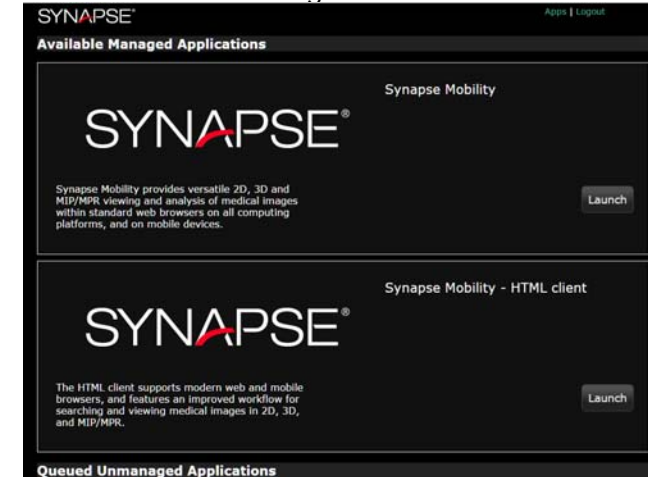 SYNAPSE®
Apps | Logout
Available Managed Applications
Synapse Mobility
SYNAPSE®
Synapse Mobility provides versatile 2D, 3D and
MIP/MPR viewing and analysis of medical images
within standard web browsers on all computing
platforms, and on mobile devices.
Launch
Synapse Mobility - HTML client
SYNAPSE®
The HTML client supports modern web and mobile
browsers, and features an improved workflow for
searching and viewing medical images in 2D, 3D,
and MIP/MPR.
Launch
Queued Unmanaged Applications